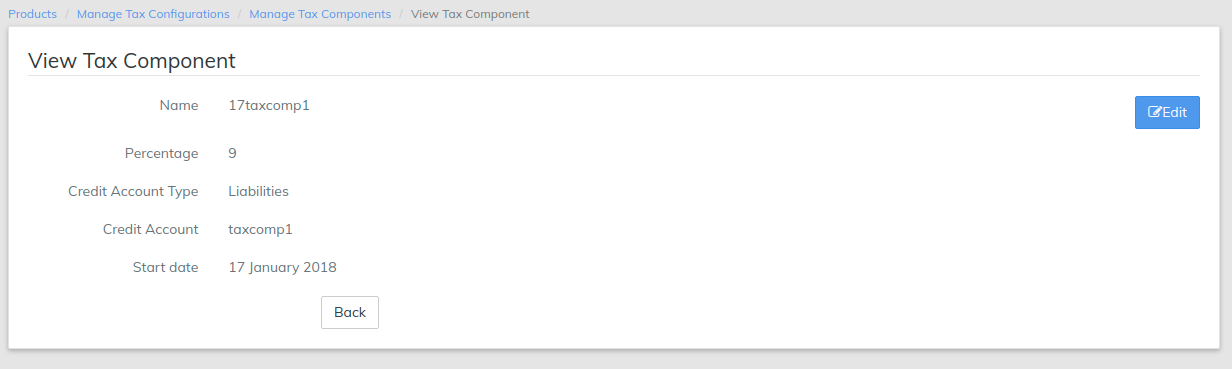 Products / Manage Tax Configurations / Manage Tax Components / View Tax Component
View Tax Component
Name 17taxcomp1
Edit
Percentage 9
Credit Account Type Liabilities
Credit Account taxcomp1
Start date 17 January 2018
Back